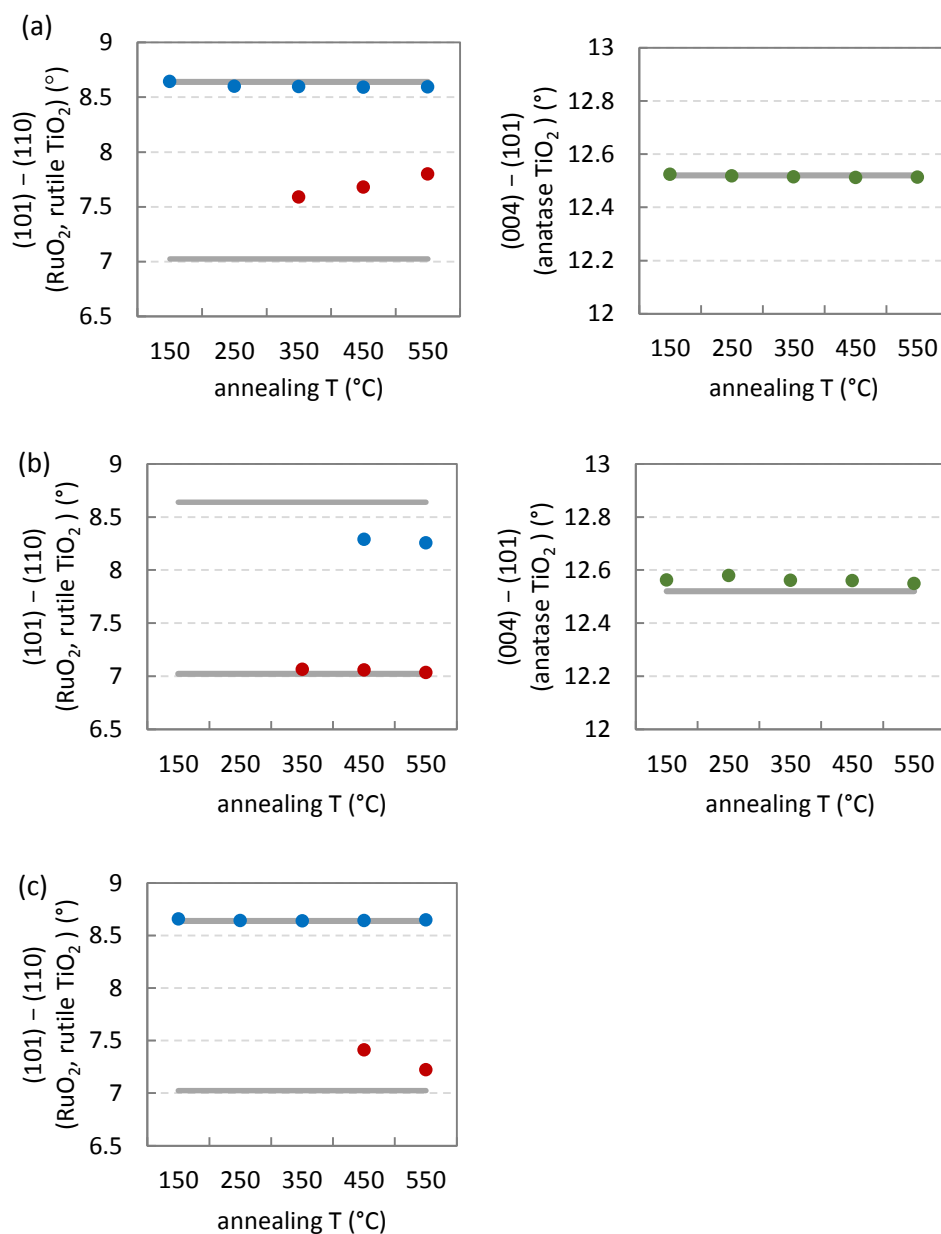 (a)
(101) – (110)
(RuO₂, rutile TiO₂) (°)
9
8.5
8
7.5
7
6.5
150 250 350 450 550
annealing T (°C)
(004) – (101)
(anatase TiO₂ ) (°)
13
12.8
12.6
12.4
12.2
12
150 250 350 450 550
annealing T (°C)
(b)
(101) – (110)
(RuO₂, rutile TiO₂ ) (°)
9
8.5
8
7.5
7
6.5
150 250 350 450 550
annealing T (°C)
(004) – (101)
(anatase TiO₂ ) (°)
13
12.8
12.6
12.4
12.2
12
150 250 350 450 550
annealing T (°C)
(c)
(101) – (110)
(RuO₂, rutile TiO₂ ) (°)
9
8.5
8
7.5
7
6.5
150 250 350 450 550
annealing T (°C)